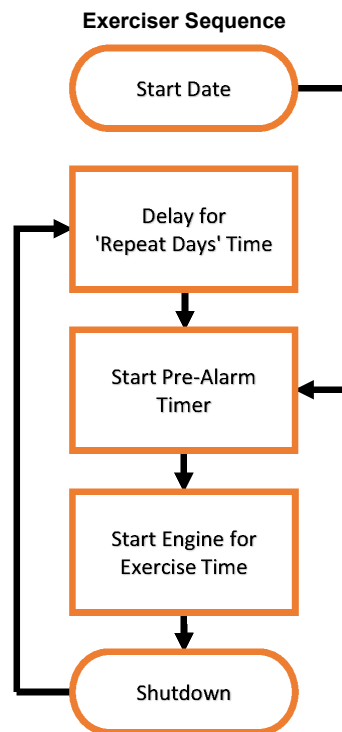 Exerciser Sequence
Start Date
Delay for
'Repeat Days' Time
Start Pre-Alarm
Timer
Start Engine for
Exercise Time
Shutdown